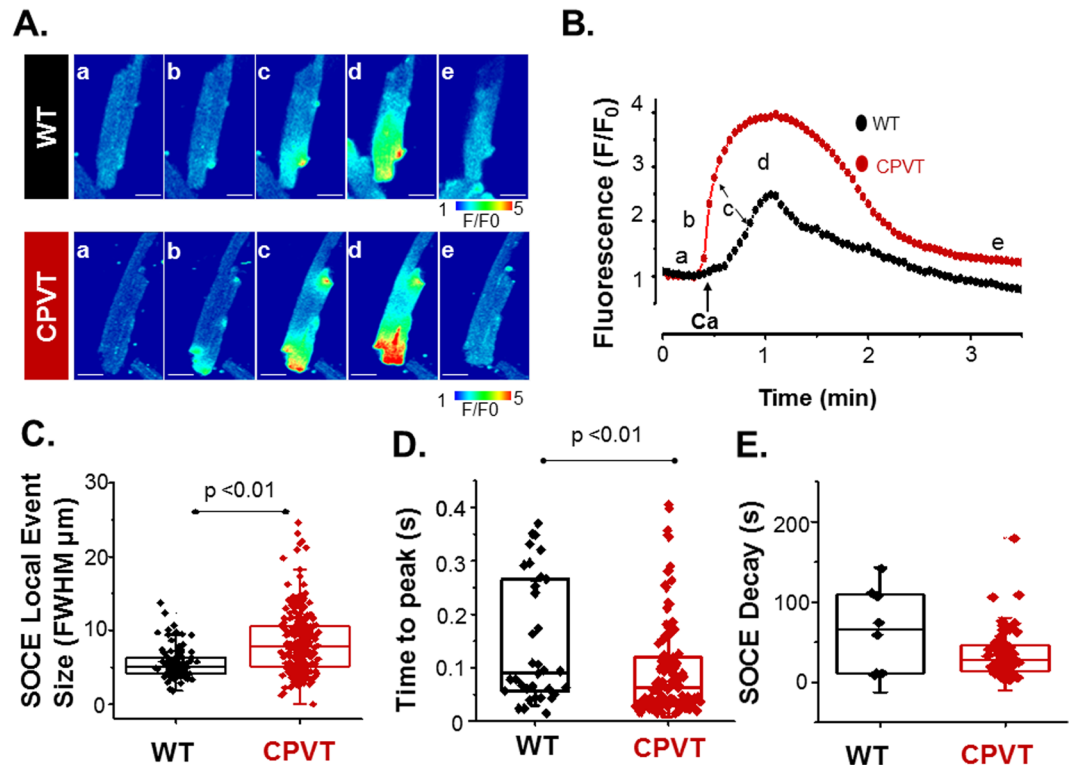 A.
WT
a
b
c
d
e
1
5
F/F0
CPVT
a
b
c
d
e
1
5
F/F0
B.
Fluorescence (F/F0)
4
3
2
1
WT
CPVT
a
b
c
d
e
Ca
0
1
2
3
Time (min)
C.
SOCE Local Event
Size (FWHM µm)
30
20
10
0
p <0.01
WT
CPVT
D.
p <0.01
Time to peak (s)
0.4
0.3
0.2
0.1
0
WT
CPVT
E.
SOCE Decay (s)
200
100
0
WT
CPVT